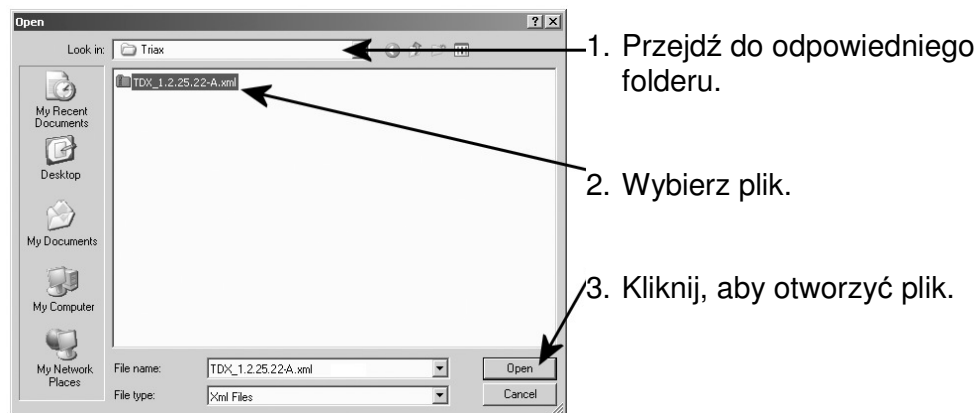 Open
Look in:
Triax
TDX_1.2.25.22-A.xml
My Recent
Documents
Desktop
My Documents
My Computer
My Network
Places
File name:
TDX_1.2.25.22-A.xml
Open
File type:
Xml Files
Cancel
1. Przejdź do odpowiedniego
folderu.
2. Wybierz plik.
3. Kliknij, aby otworzyć plik.